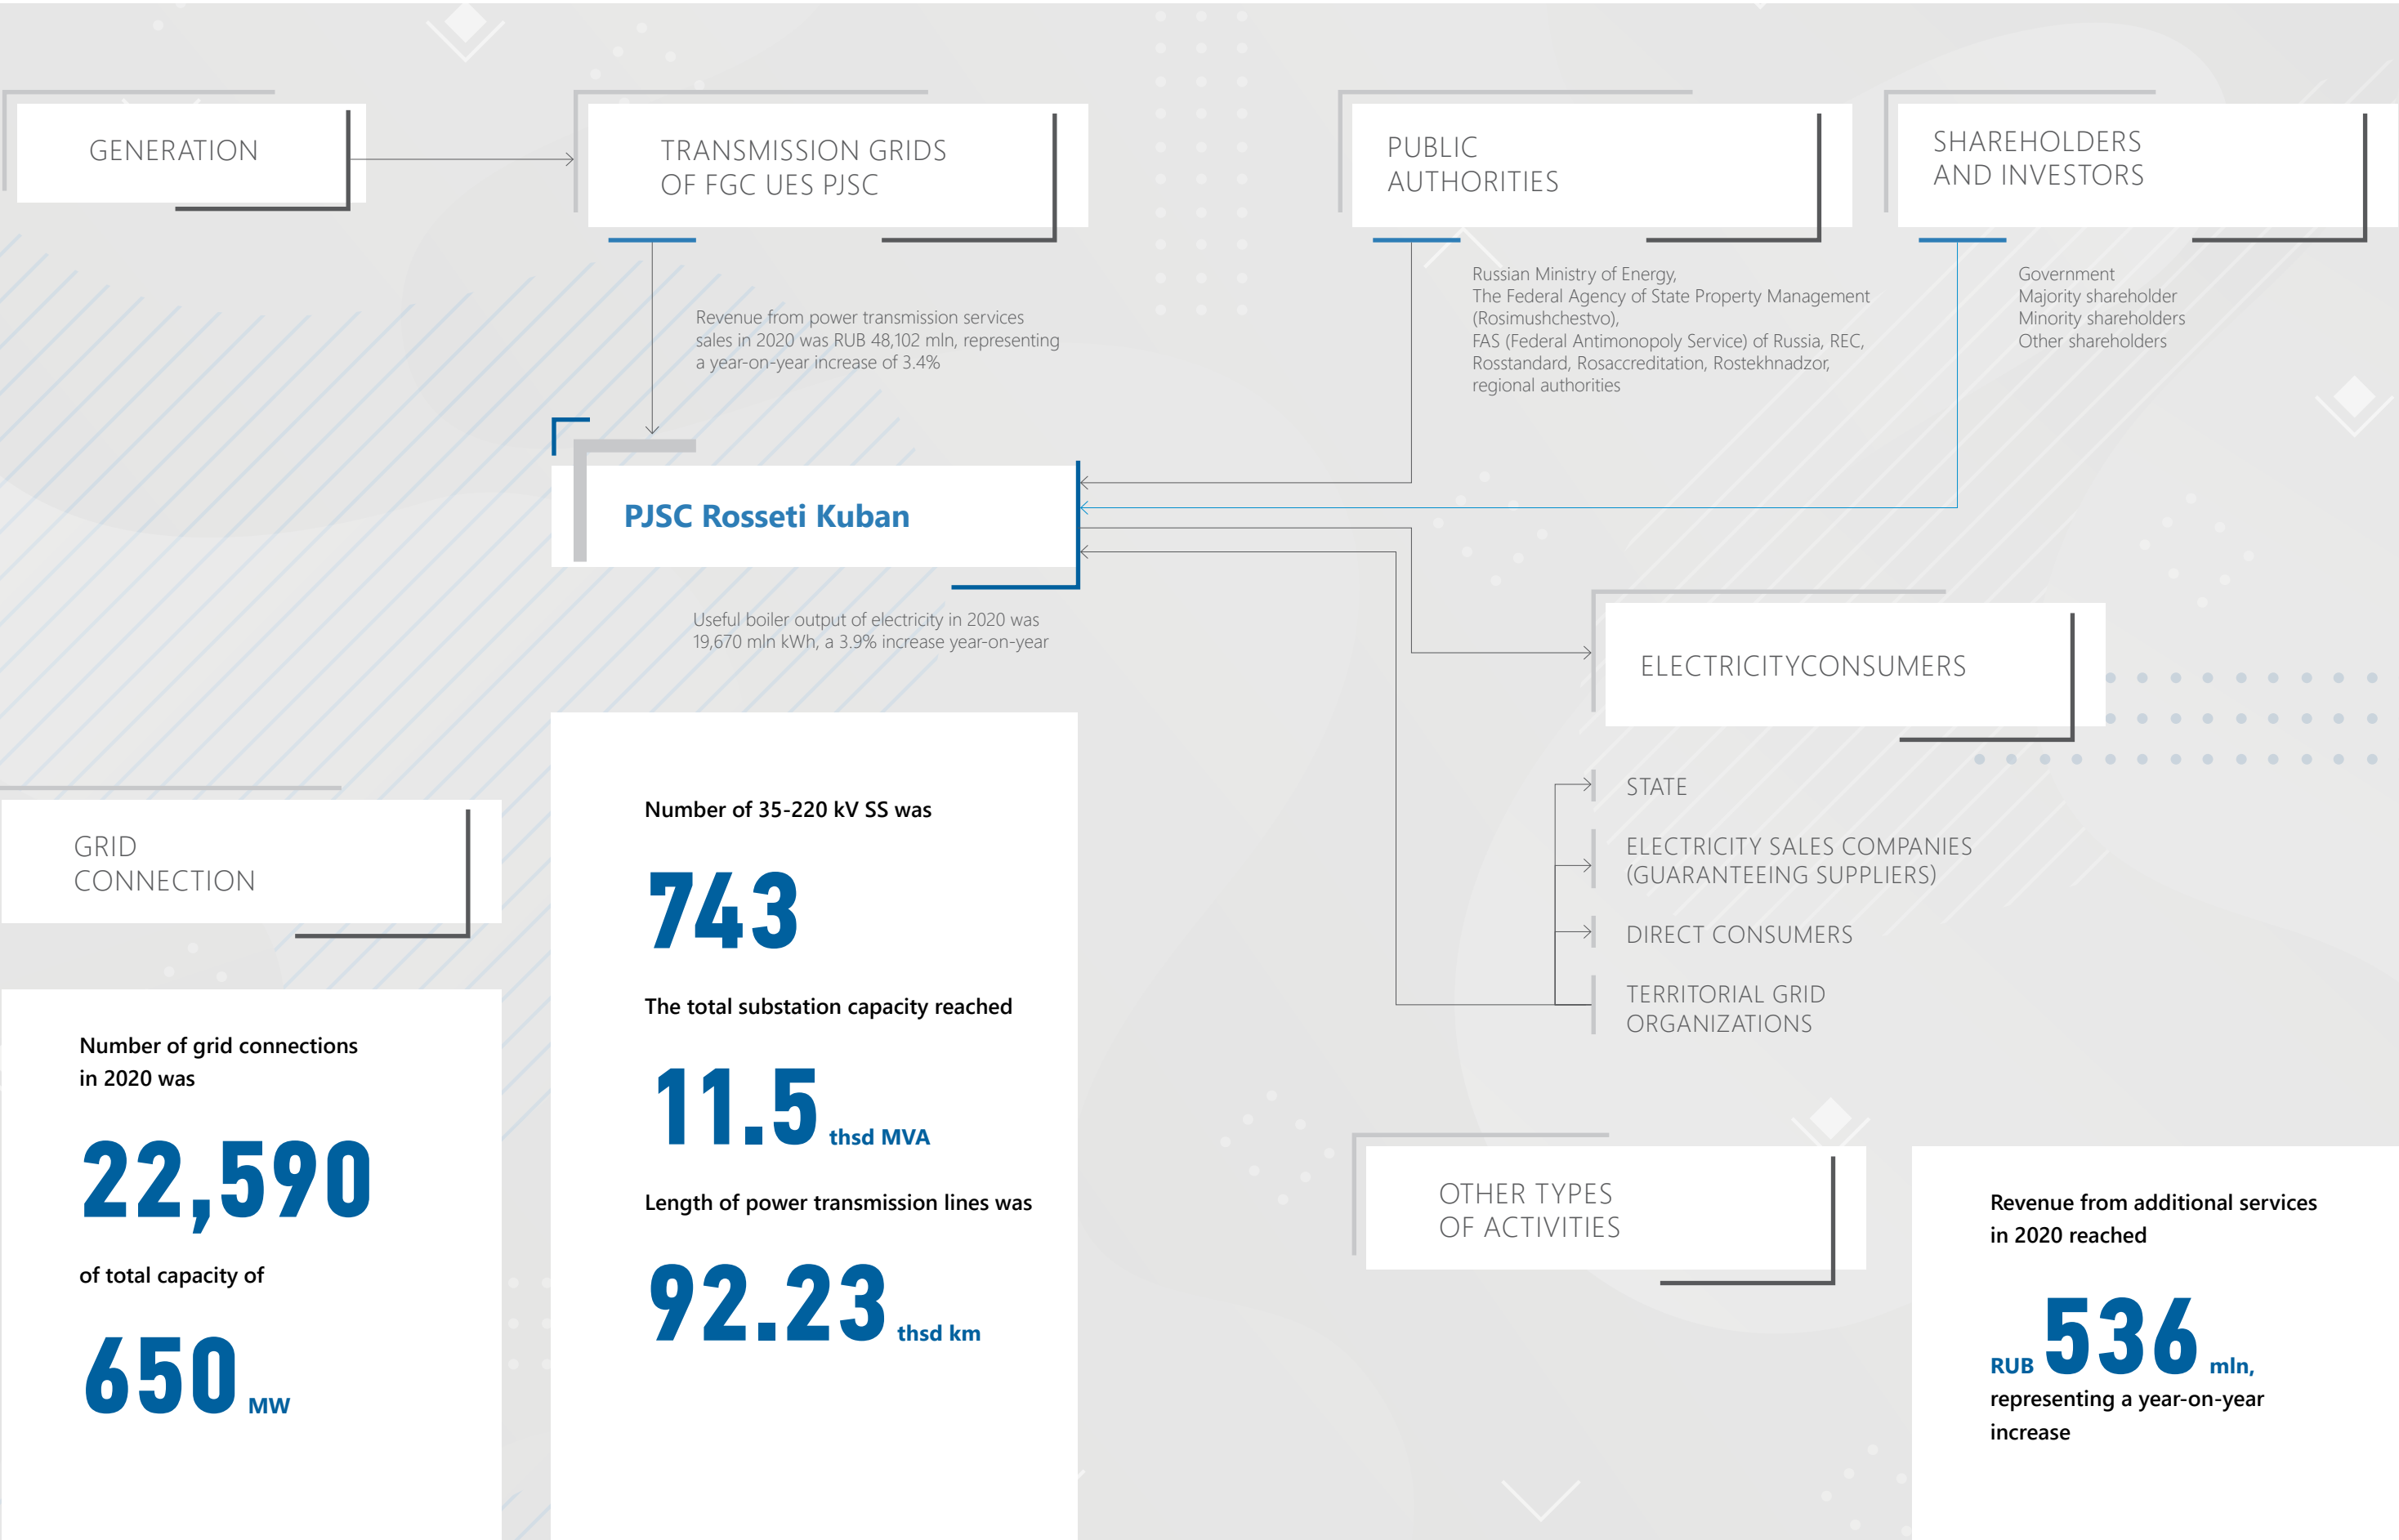 GENERATION
TRANSMISSION GRIDS
OF FGC UES PJSC
PUBLIC
AUTHORITIES
SHAREHOLDERS
AND INVESTORS
Revenue from power transmission services
sales in 2020 was RUB 48,102 mln, representing
a year-on-year increase of 3.4%
Russian Ministry of Energy,
The Federal Agency of State Property Management
(Rosimushchestvo),
FAS (Federal Antimonopoly Service) of Russia, REC,
Rosstandard, Rosaccreditation, Rostekhnadzor,
regional authorities
Government
Majority shareholder
Minority shareholders
Other shareholders
PJSC Rosseti Kuban
Useful boiler output of electricity in 2020 was
19,670 mln kWh, a 3.9% increase year-on-year
ELECTRICITYCONSUMERS
STATE
ELECTRICITY SALES COMPANIES
(GUARANTEEING SUPPLIERS)
DIRECT CONSUMERS
TERRITORIAL GRID
ORGANIZATIONS
GRID
CONNECTION
Number of grid connections
in 2020 was
22,590
of total capacity of
650 MW
Number of 35-220 kV SS was
743
The total substation capacity reached
11.5 thsd MVA
Length of power transmission lines was
92.23 thsd km
OTHER TYPES
OF ACTIVITIES
Revenue from additional services
in 2020 reached
RUB 536 mln,
representing a year-on-year
increase